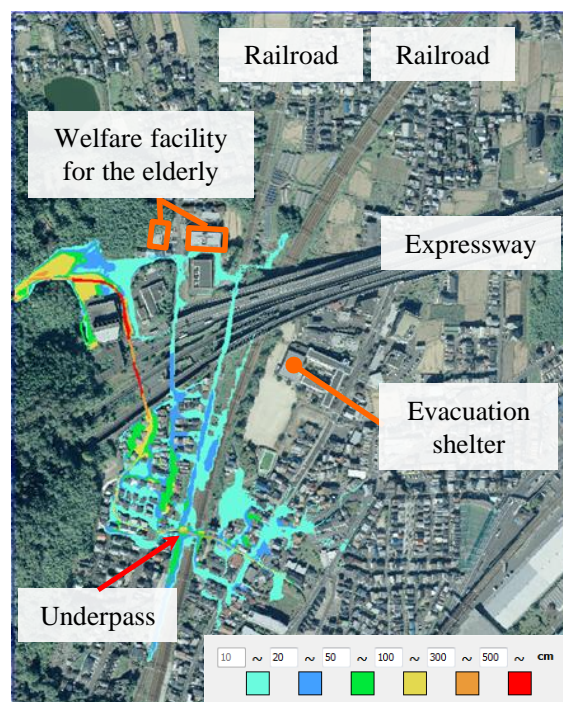 Railroad
Railroad
Welfare facility
for the elderly
Expressway
Evacuation
shelter
Underpass
10 ~ 20 ~ 50 ~ 100 ~ 300 ~ 500 ~ cm